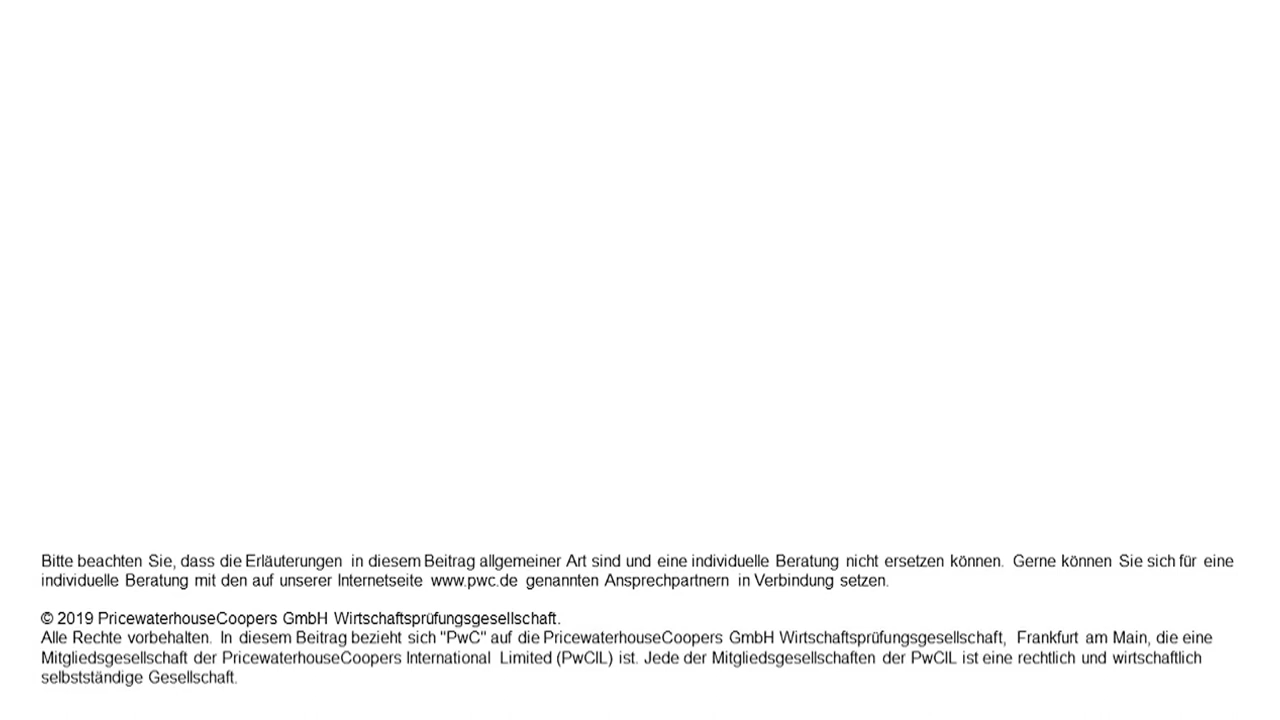 Bitte beachten Sie, dass die Erläuterungen in diesem Beitrag allgemeiner Art sind und eine individuelle Beratung nicht ersetzen können. Gerne können Sie sich für eine
individuelle Beratung mit den auf unserer Internetseite www.pwc.de genannten Ansprechpartnern in Verbindung setzen.
© 2019 PricewaterhouseCoopers GmbH Wirtschaftsprüfungsgesellschaft.
Alle Rechte vorbehalten. In diesem Beitrag bezieht sich "PwC" auf die PricewaterhouseCoopers GmbH Wirtschaftsprüfungsgesellschaft, Frankfurt am Main, die eine
Mitgliedsgesellschaft der PricewaterhouseCoopers International Limited (PwCIL) ist. Jede der Mitgliedsgesellschaften der PwCIL ist eine rechtlich und wirtschaftlich
selbstständige Gesellschaft.